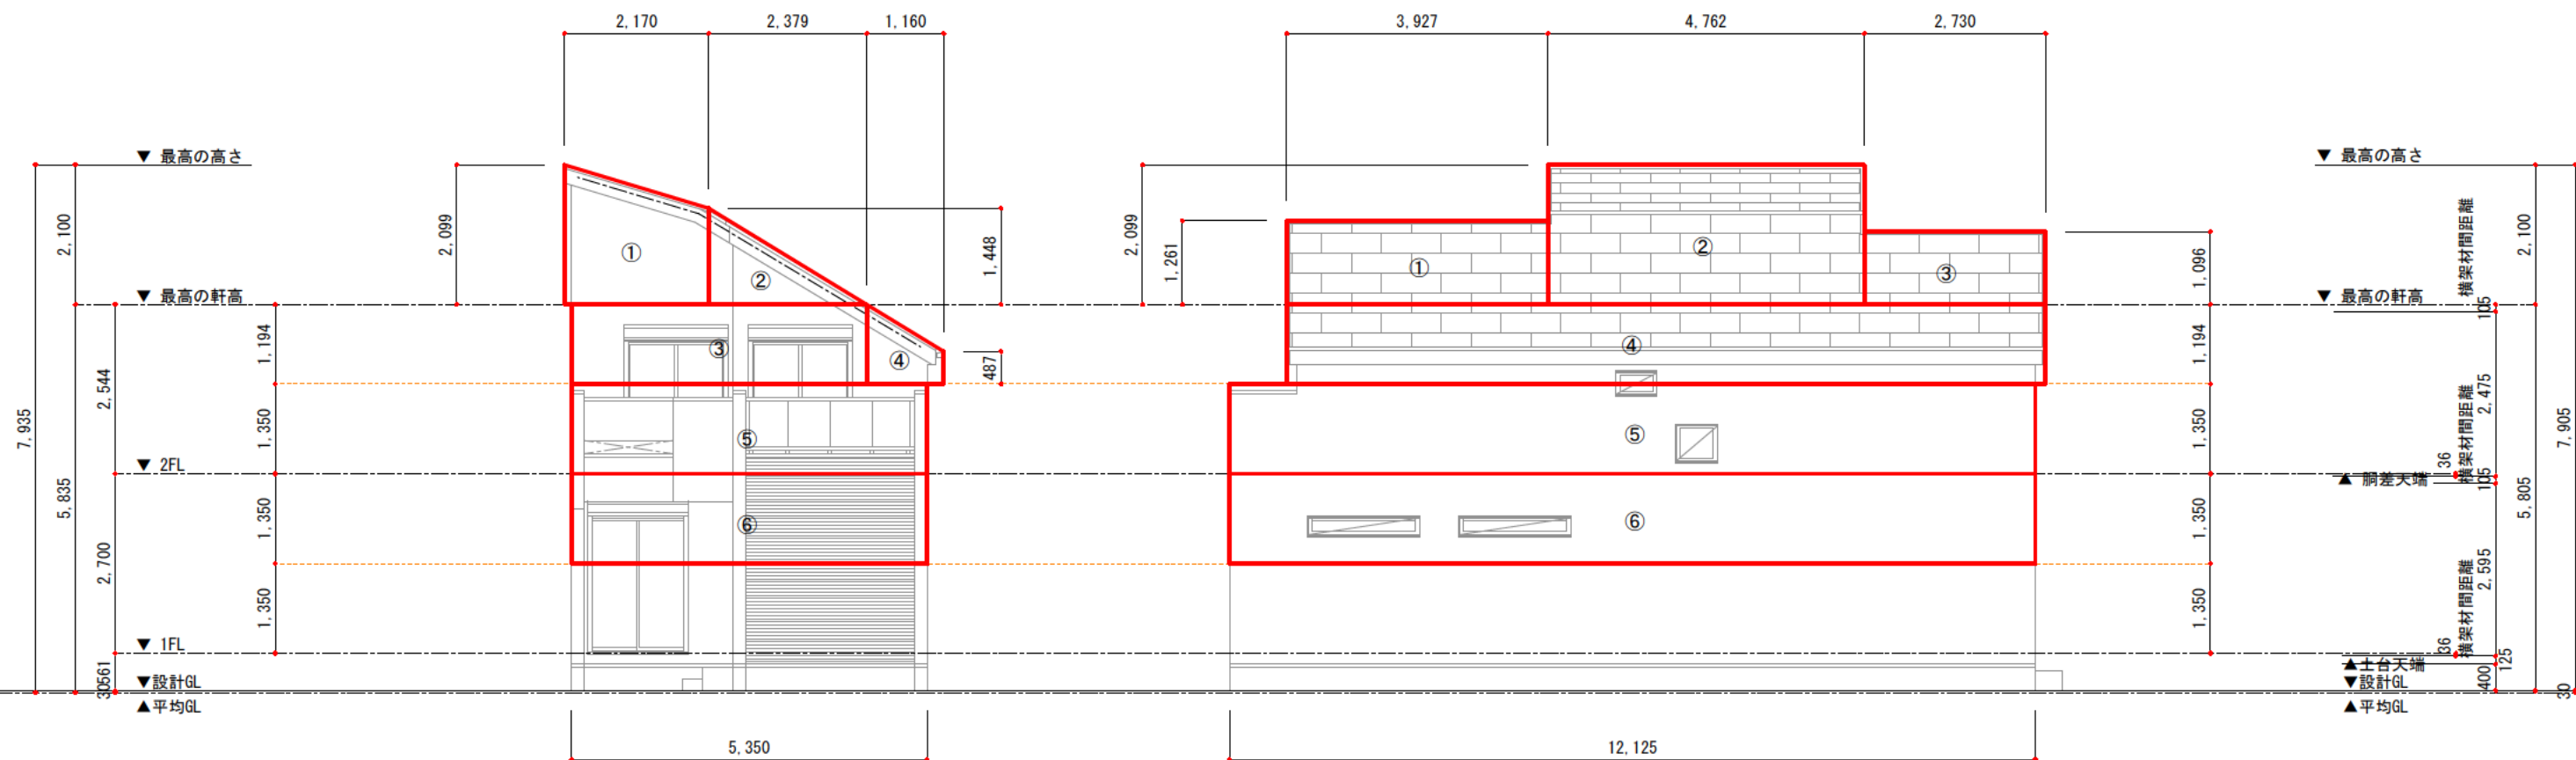 2,170 2,379 1,160 3,927 4,762 2,730
▼ 最高の高さ ▼ 最高の高さ
2,100 2,099 ① ② 1,448 2,099 1,261 ① ② ③ 1,096 横架材間距離 2,100
▼ 最高の軒高 ▼ 最高の軒高
105
1,194 ③ ④ 487 ④ 1,194
7,935 2,544 2,475 7,905
5,835 1,350 ⑤ ⑤ 1,350 横架材間距離 5,805
▼ 2FL 36
▲ 胴差天端 105
1,350 ⑥ ⑥ 1,350
2,700 2,595
1,350 1,350 横架材間距離
▼ 1FL 36
561 ▲土台天端 125
30 ▼設計GL ▼設計GL 400 30
▲平均GL ▲平均GL
5,350 12,125